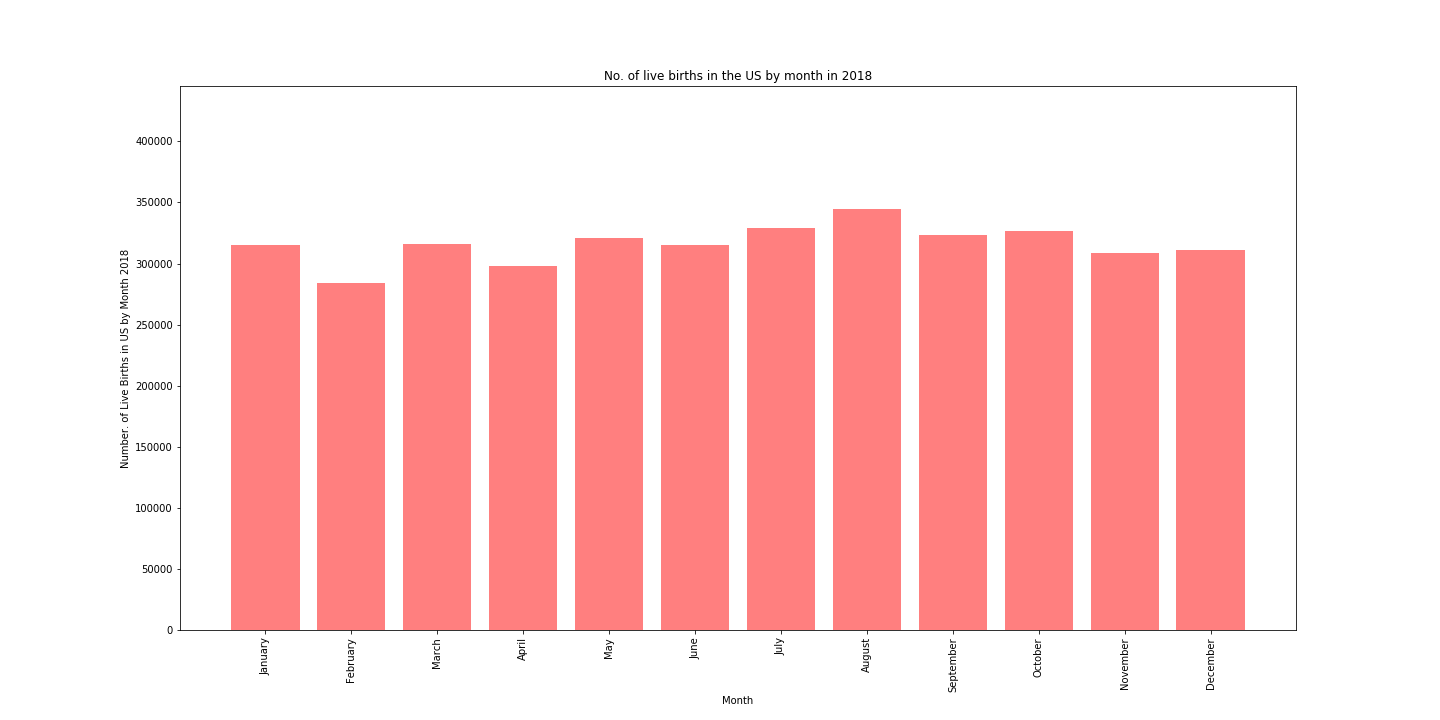 No. of live births in the US by month in 2018
Number. of Live Births in US by Month 2018
400000
350000
300000
250000
200000
150000
100000
50000
0
January
February
March
April
May
June
July
August
September
October
November
December
Month